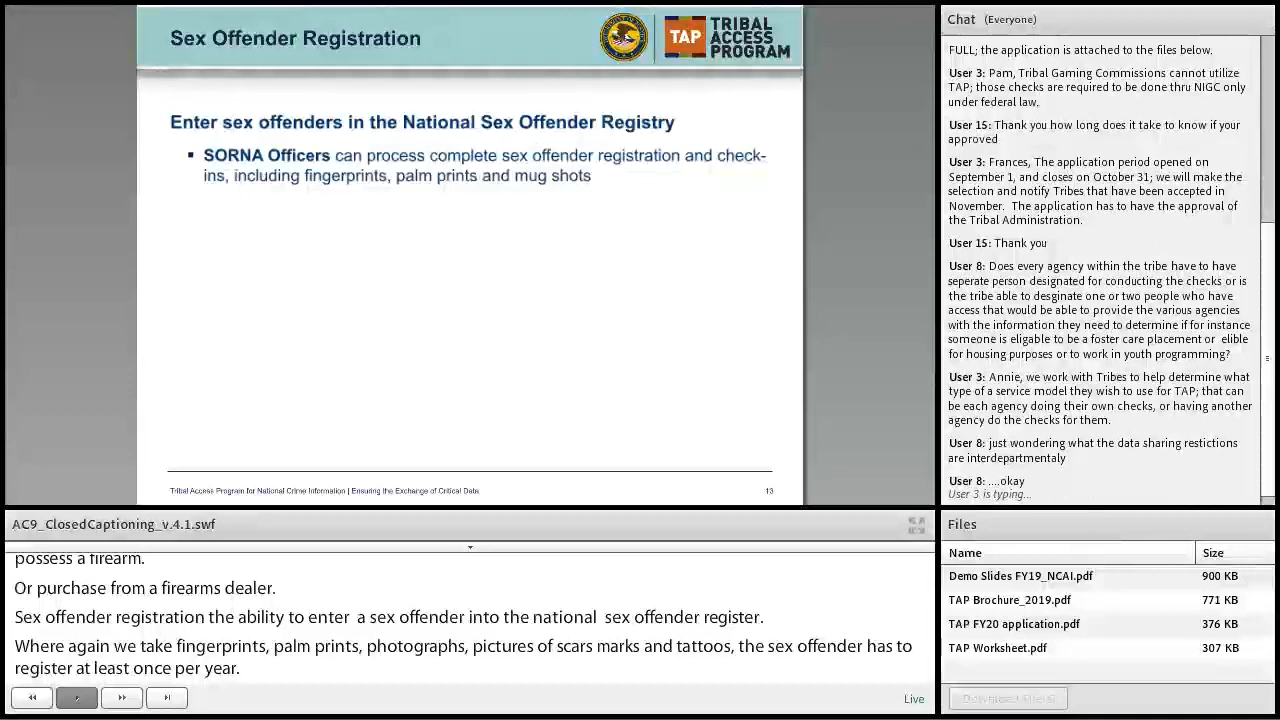 Sex Offender Registration
TAP
TRIBAL
ACCESS
PROGRAM
Enter sex offenders in the National Sex Offender Registry
▪ SORNA Officers can process complete sex offender registration and check-
ins, including fingerprints, palm prints and mug shots
Tribal Access Program for National Crime Information | Ensuring the Exchange of Critical Data
13
Chat (Everyone)
FULL; the application is attached to the files below.
User 3: Pam, Tribal Gaming Commissions cannot utilize
TAP; those checks are required to be done thru NIGC only
under federal law.
User 15: Thank you how long does it take to know if your
approved
User 3: Frances, The application period opened on
September 1, and closes on October 31; we will make the
selection and notify Tribes that have been accepted in
November. The application has to have the approval of
the Tribal Administration.
User 15: Thank you
User 8: Does every agency within the tribe have to have
seperate person designated for conducting the checks or is
the tribe able to desginate one or two people who have
access that would be able to provide the various agencies
with the information they need to determine if for instance
someone is eligable to be a foster care placement or elible
for housing purposes or to work in youth programming?
User 3: Annie, we work with Tribes to help determine what
type of a service model they wish to use for TAP; that can
be each agency doing their own checks, or having another
agency do the checks for them.
User 8: just wondering what the data sharing restictions
are interdepartmentaly
User 8: ....okay
User 3 is typing...
AC9_ClosedCaptioning_v.4.1.swf
possess a firearm.
Or purchase from a firearms dealer.
Sex offender registration the ability to enter a sex offender into the national sex offender register.
Where again we take fingerprints, palm prints, photographs, pictures of scars marks and tattoos, the sex offender has to
register at least once per year.
Live
Files
Name Size
Demo Slides FY19_NCAI.pdf 900 KB
TAP Brochure_2019.pdf 771 KB
TAP FY20 application.pdf 376 KB
TAP Worksheet.pdf 307 KB
Download File(s)